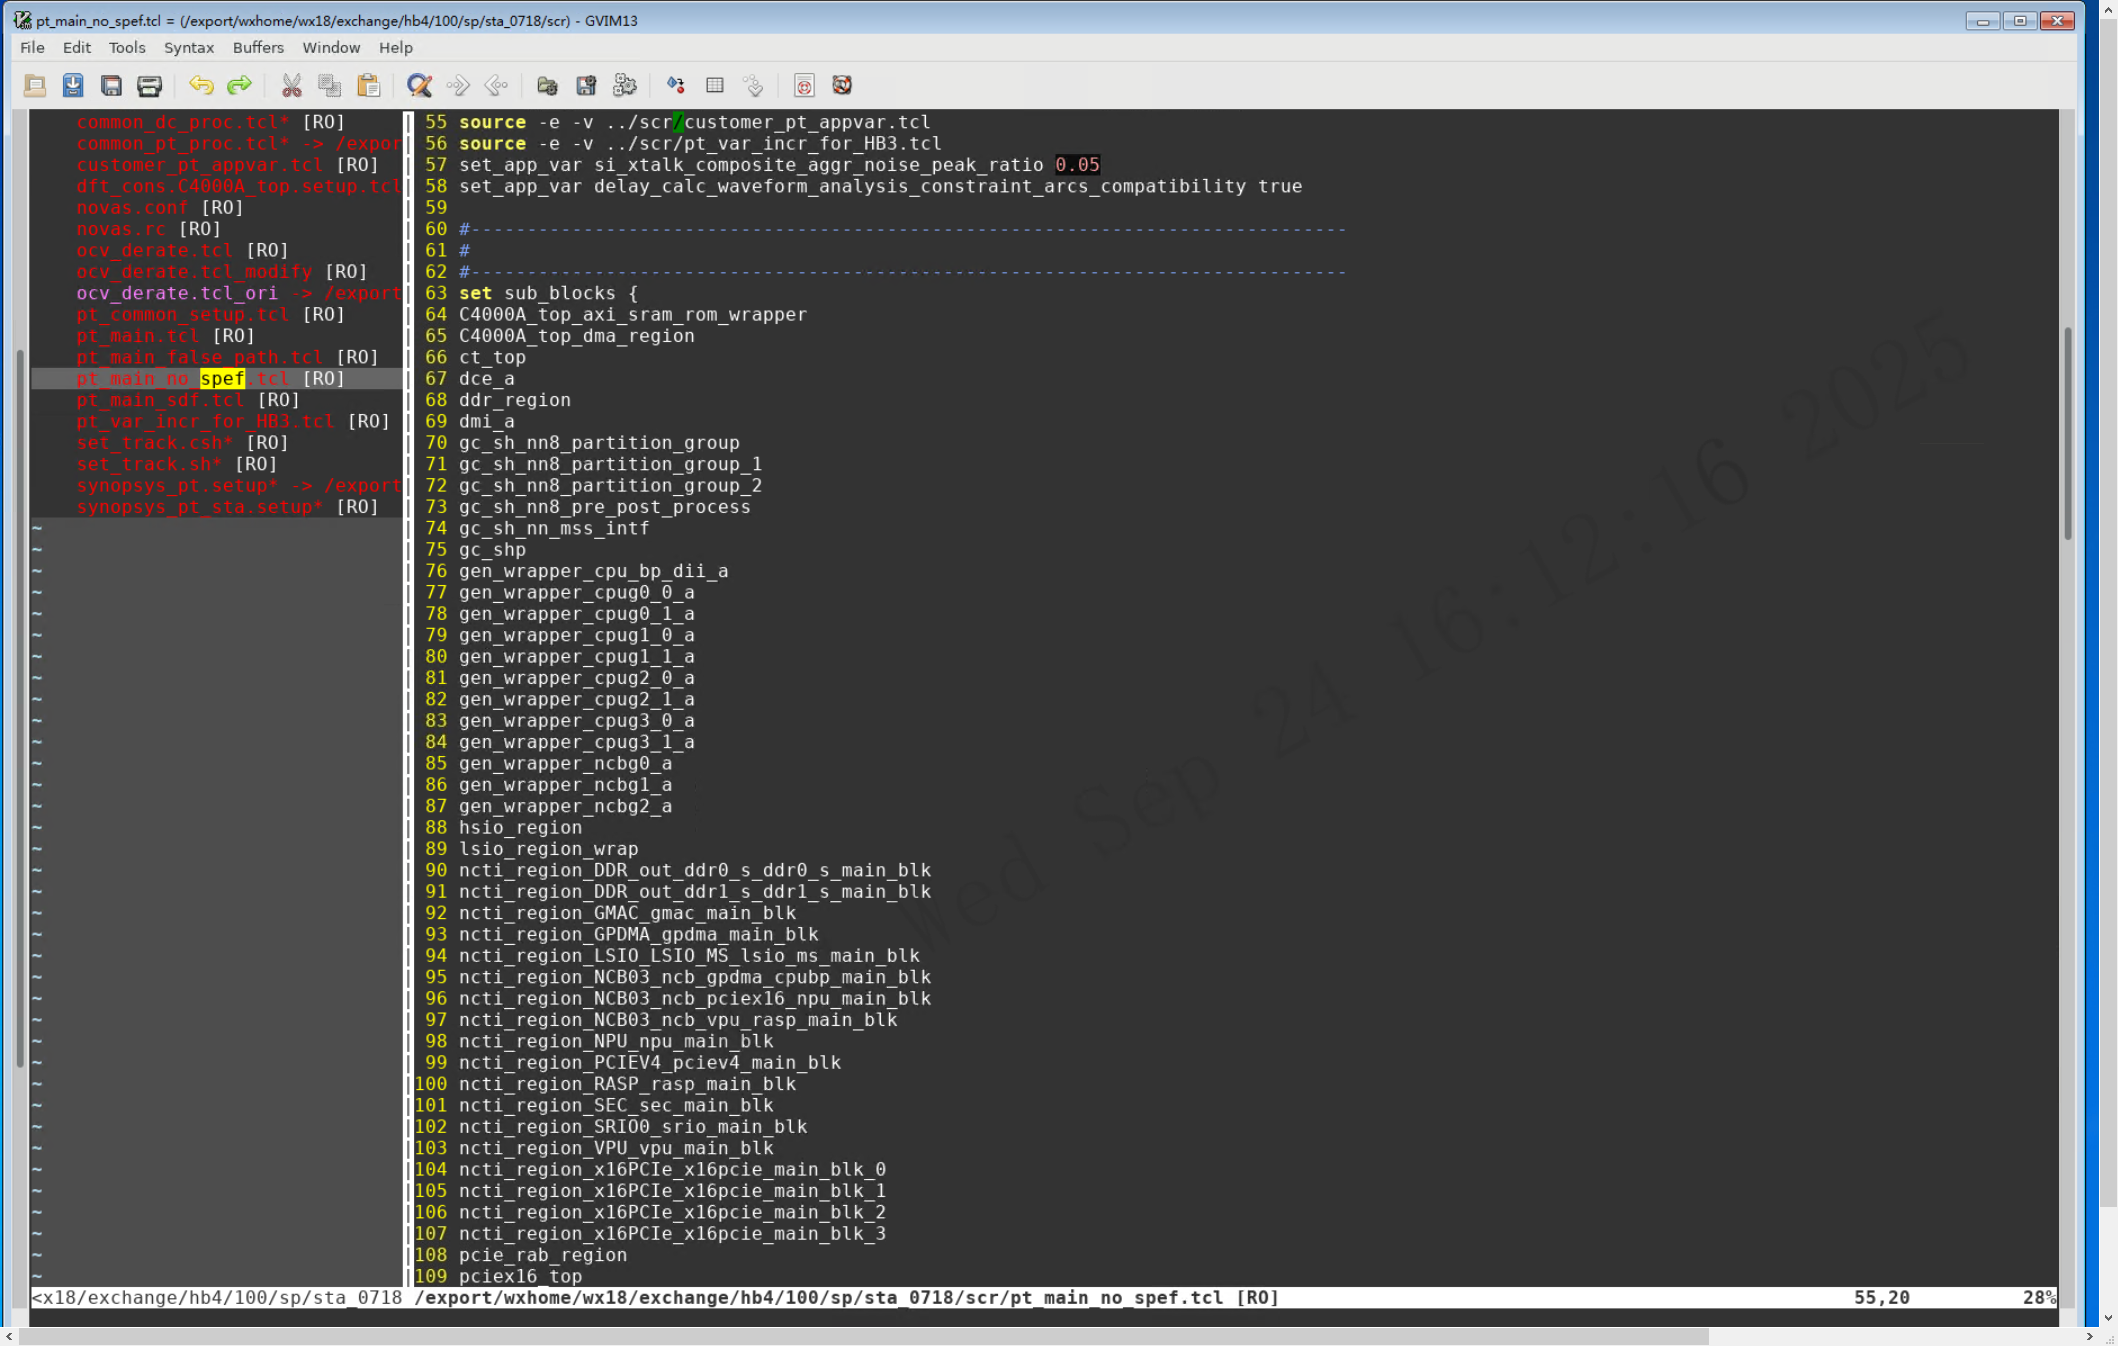 pt_main_no_spef.tcl = (/export/wxhome/wx18/exchange/hb4/100/sp/sta_0718/scr) - GVIM13
File Edit Tools Syntax Buffers Window Help
common_dc_proc.tcl* [RO]
common_pt_proc.tcl* -> /expor
customer_pt_appvar.tcl [RO]
dft_cons.C4000A_top.setup.tcl
novas.conf [RO]
novas.rc [RO]
ocv_derate.tcl [RO]
ocv_derate.tcl_modify [RO]
ocv_derate.tcl_ori -> /export
pt_common_setup.tcl [RO]
pt_main.tcl [RO]
pt_main_false_path.tcl [RO]
pt_main_no_spef.tcl [RO]
pt_main_sdf.tcl [RO]
pt_var_incr_for_HB3.tcl [RO]
set_track.csh* [RO]
set_track.sh* [RO]
synopsys_pt.setup* -> /export
synopsys_pt_sta.setup* [RO]
55 source -e -v ../scr/customer_pt_appvar.tcl
56 source -e -v ../scr/pt_var_incr_for_HB3.tcl
57 set_app_var si_xtalk_composite_aggr_noise_peak_ratio 0.05
58 set_app_var delay_calc_waveform_analysis_constraint_arcs_compatibility true
59
60 #------------------------------------------------------------------------------
61 #
62 #------------------------------------------------------------------------------
63 set sub_blocks {
64 C4000A_top_axi_sram_rom_wrapper
65 C4000A_top_dma_region
66 ct_top
67 dce_a
68 ddr_region
69 dmi_a
70 gc_sh_nn8_partition_group
71 gc_sh_nn8_partition_group_1
72 gc_sh_nn8_partition_group_2
73 gc_sh_nn8_pre_post_process
74 gc_sh_nn_mss_intf
75 gc_shp
76 gen_wrapper_cpu_bp_dii_a
77 gen_wrapper_cpug0_0_a
78 gen_wrapper_cpug0_1_a
79 gen_wrapper_cpug1_0_a
80 gen_wrapper_cpug1_1_a
81 gen_wrapper_cpug2_0_a
82 gen_wrapper_cpug2_1_a
83 gen_wrapper_cpug3_0_a
84 gen_wrapper_cpug3_1_a
85 gen_wrapper_ncbg0_a
86 gen_wrapper_ncbg1_a
87 gen_wrapper_ncbg2_a
88 hsio_region
89 lsio_region_wrap
90 ncti_region_DDR_out_ddr0_s_ddr0_s_main_blk
91 ncti_region_DDR_out_ddr1_s_ddr1_s_main_blk
92 ncti_region_GMAC_gmac_main_blk
93 ncti_region_GPDMA_gpdma_main_blk
94 ncti_region_LSIO_LSIO_MS_lsio_ms_main_blk
95 ncti_region_NCB03_ncb_gpdma_cpubp_main_blk
96 ncti_region_NCB03_ncb_pciex16_npu_main_blk
97 ncti_region_NCB03_ncb_vpu_rasp_main_blk
98 ncti_region_NPU_npu_main_blk
99 ncti_region_PCIEV4_pciev4_main_blk
100 ncti_region_RASP_rasp_main_blk
101 ncti_region_SEC_sec_main_blk
102 ncti_region_SRIO0_srio_main_blk
103 ncti_region_VPU_vpu_main_blk
104 ncti_region_x16PCIe_x16pcie_main_blk_0
105 ncti_region_x16PCIe_x16pcie_main_blk_1
106 ncti_region_x16PCIe_x16pcie_main_blk_2
107 ncti_region_x16PCIe_x16pcie_main_blk_3
108 pcie_rab_region
109 pciex16_top
<x18/exchange/hb4/100/sp/sta_0718 /export/wxhome/wx18/exchange/hb4/100/sp/sta_0718/scr/pt_main_no_spef.tcl [RO] 55,20 28%
Wed Sep 24 16:12:16 2025